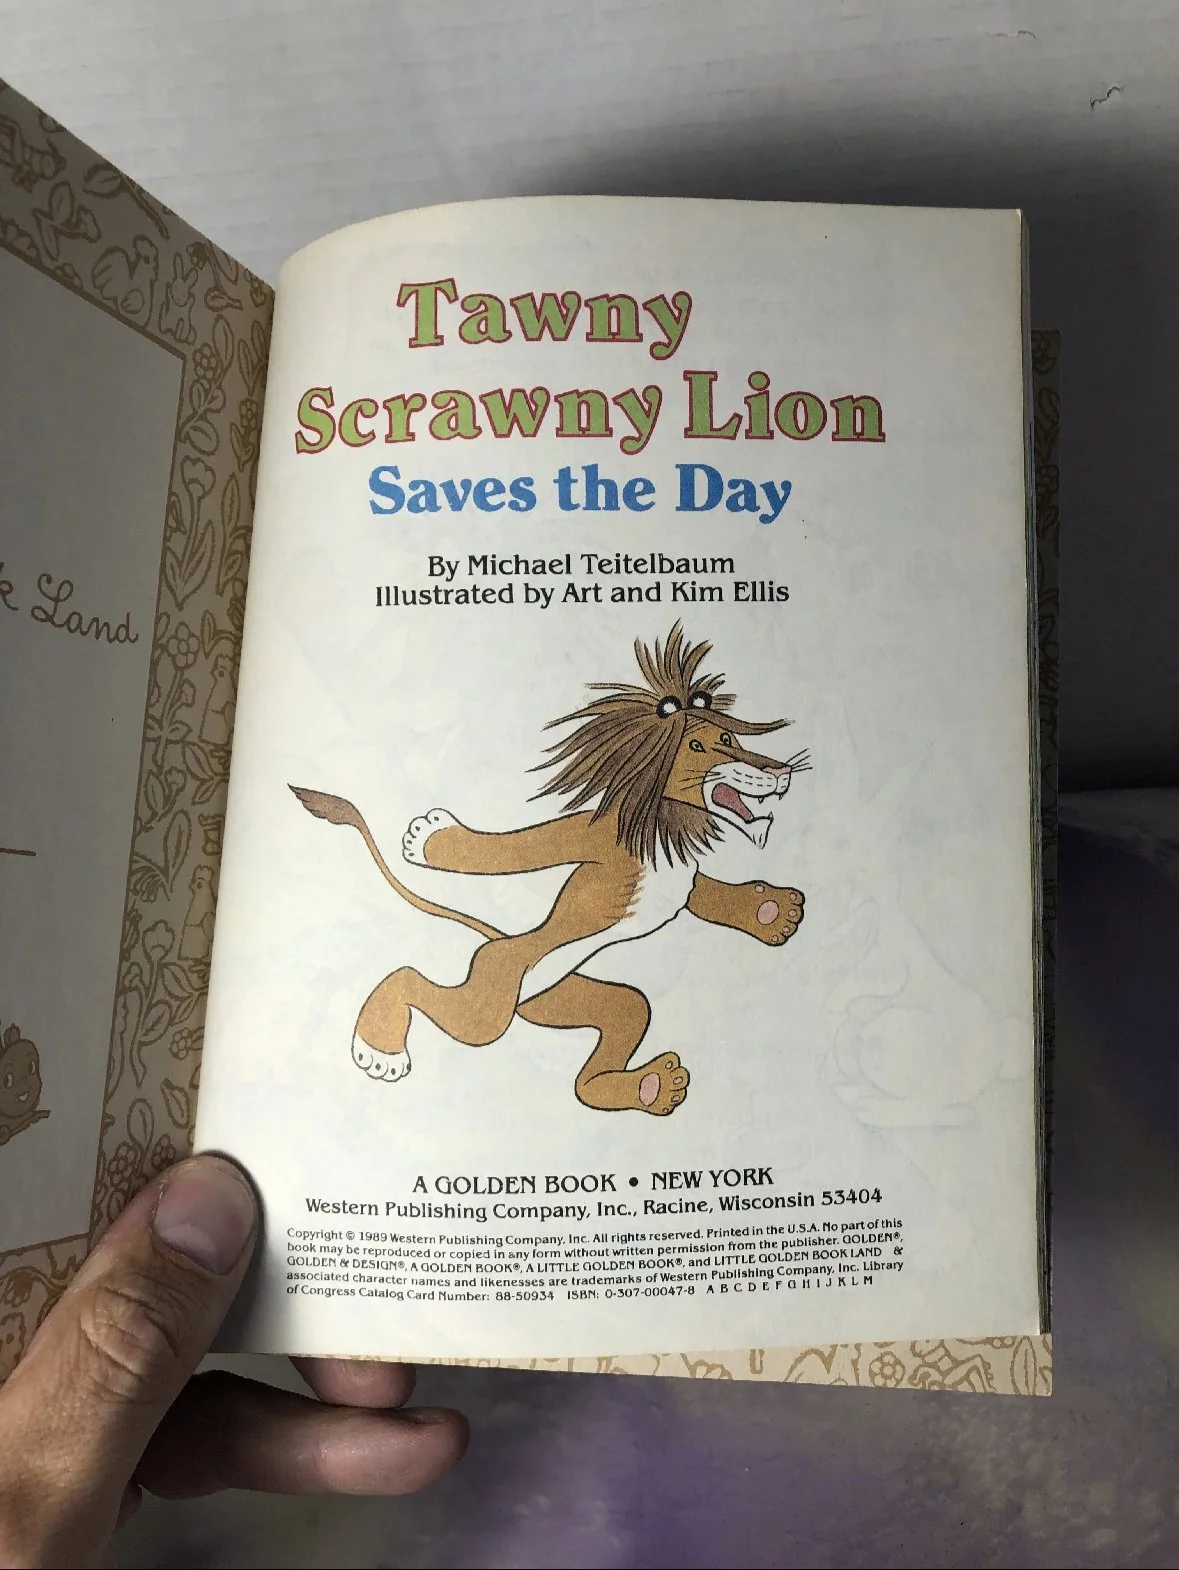 Land
Tawny
Scrawny Lion
Saves the Day
By Michael Teitelbaum
Illustrated by Art and Kim Ellis
A GOLDEN BOOK • NEW YORK
Western Publishing Company, Inc., Racine, Wisconsin 53404
Copyright © 1989 Western Publishing Company, Inc. All rights reserved. Printed in the U.S.A. No part of this
book may be reproduced or copied in any form without written permission from the publisher. GOLDEN®,
GOLDEN & DESIGN®, A GOLDEN BOOK®, A LITTLE GOLDEN BOOK®, and LITTLE GOLDEN BOOK LAND &
associated character names and likenesses are trademarks of Western Publishing Company, Inc. Library
of Congress Catalog Card Number: 88-50934 ISBN: 0-307-00047-8 A B C D E F G H I J K L M